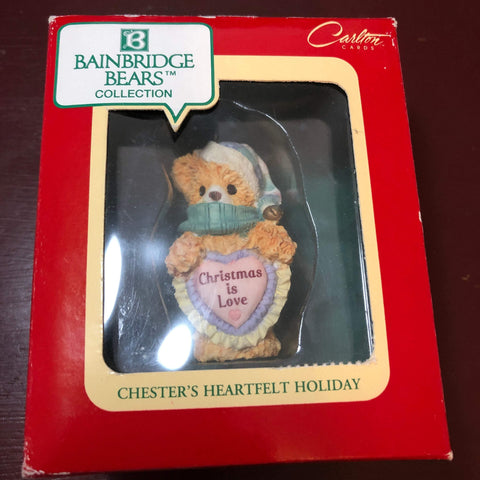 B
BAINBRIDGE
BEARS™
COLLECTION
Carlton
CARDS
Christmas
is
Love
CHESTER'S HEARTFELT HOLIDAY